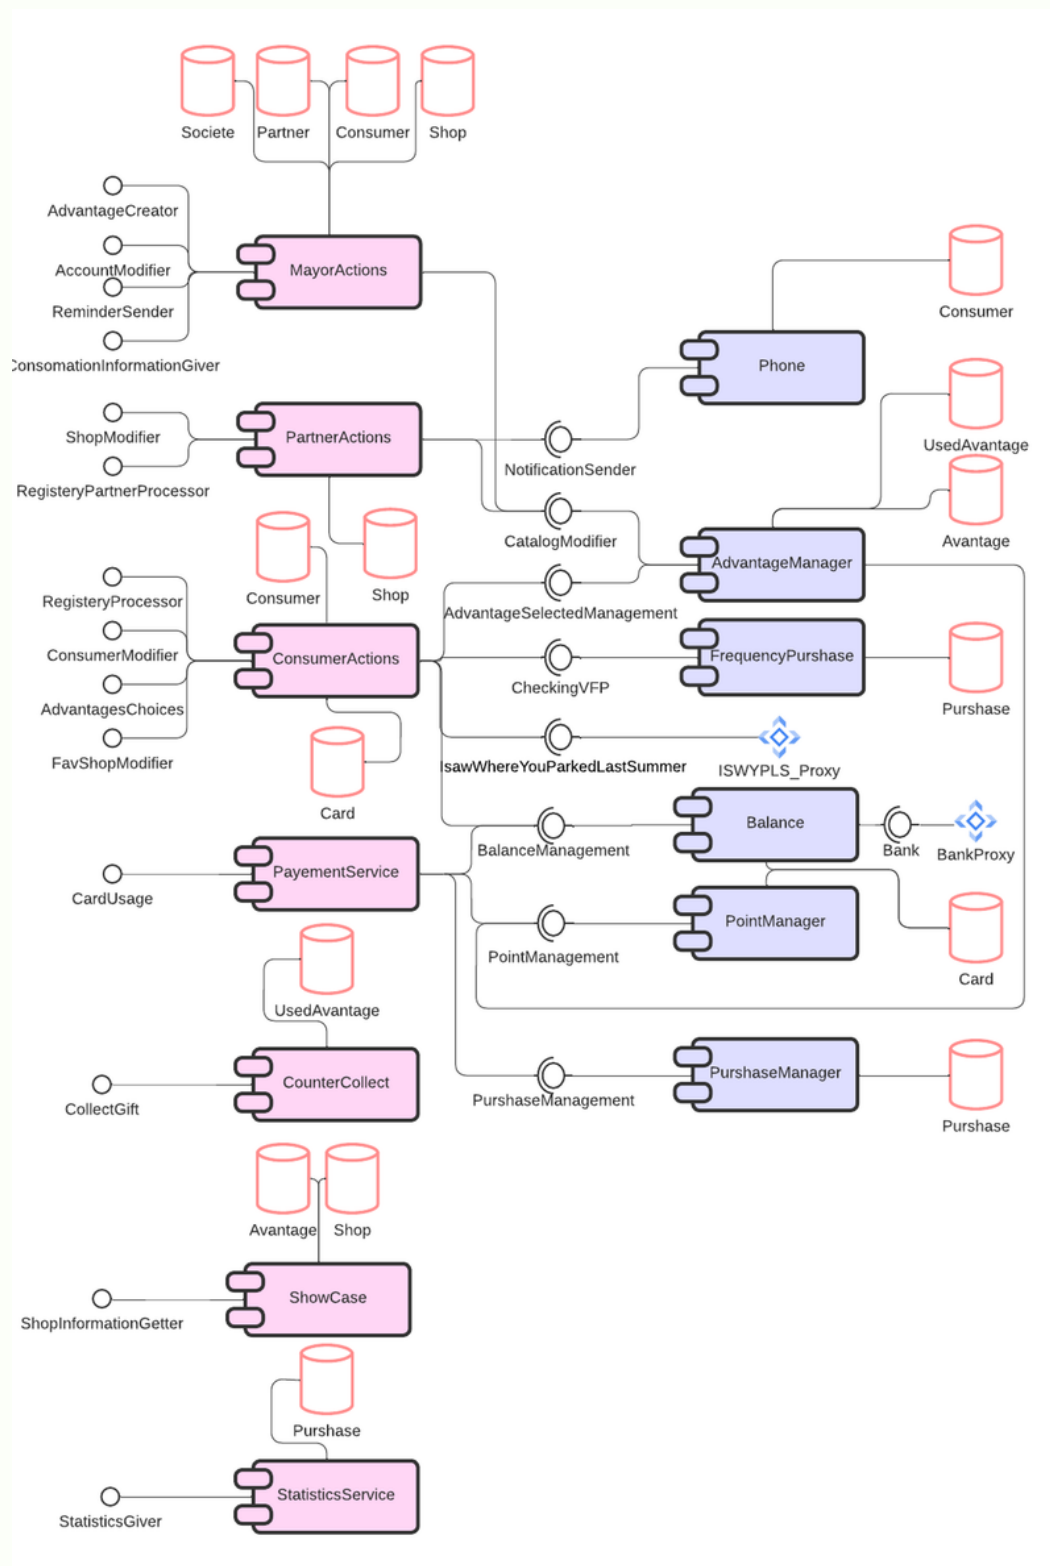 Societe
Partner
Consumer
Shop
AdvantageCreator
AccountModifier
ReminderSender
ConsomationInformationGiver
MayorActions
Consumer
Phone
ShopModifier
RegisteryPartnerProcessor
PartnerActions
NotificationSender
UsedAvantage
CatalogModifier
Avantage
Consumer
Shop
AdvantageManager
RegisteryProcessor
ConsumerModifier
AdvantagesChoices
FavShopModifier
ConsumerActions
AdvantageSelectedManagement
CheckingVFP
FrequencyPurshase
Purshase
IsawWhereYouParkedLastSummer
ISWYPLS_Proxy
Card
BalanceManagement
Balance
Bank
BankProxy
CardUsage
PayementService
PointManagement
PointManager
Card
UsedAvantage
CollectGift
CounterCollect
PurshaseManagement
PurshaseManager
Purshase
Avantage
Shop
ShopInformationGetter
ShowCase
Purshase
StatisticsGiver
StatisticsService